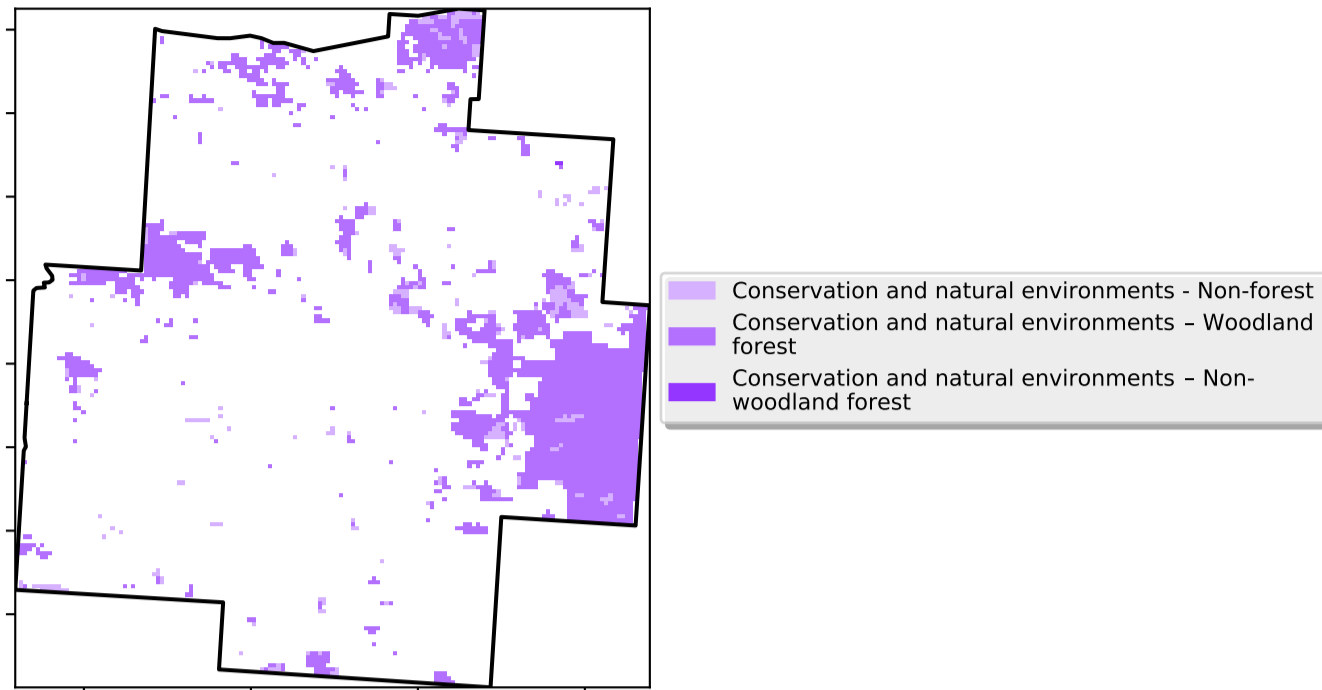 Conservation and natural environments - Non-forest
Conservation and natural environments – Woodland
forest
Conservation and natural environments – Non-
woodland forest